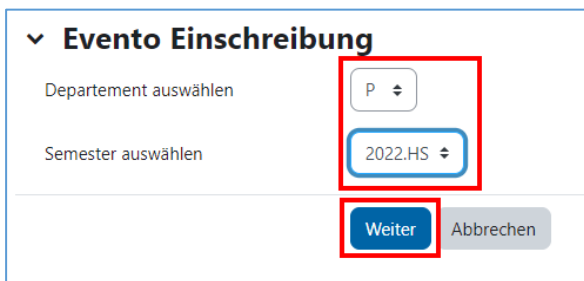 Evento Einschreibung
Departement auswählen P
Semester auswählen 2022.HS
Weiter Abbrechen